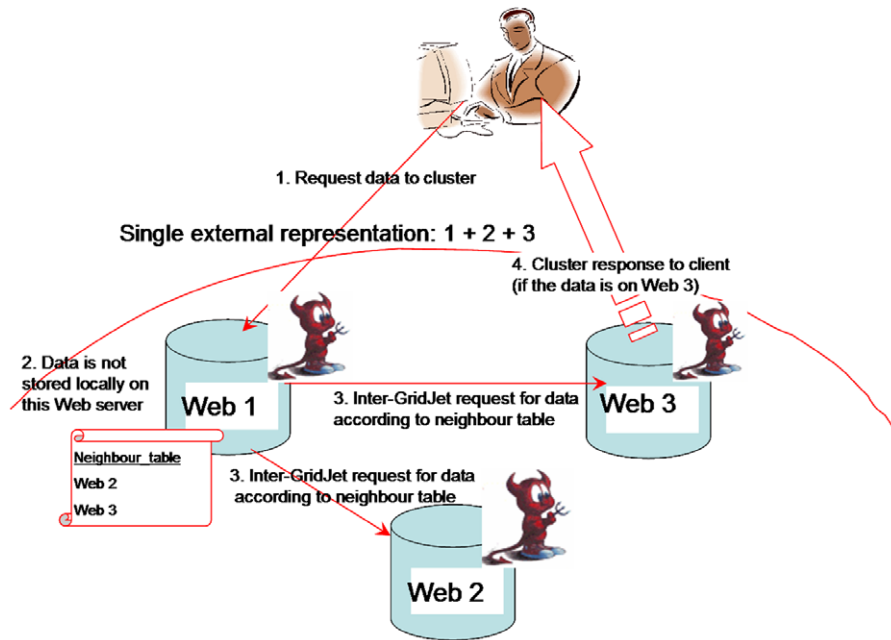 1. Request data to cluster
Single external representation: 1 + 2 + 3
4. Cluster response to client
(if the data is on Web 3)
2. Data is not
stored locally on
this Web server
Web 1
3. Inter-GridJet request for data
according to neighbour table
Web 3
Neighbour_table
Web 2
Web 3
3. Inter-GridJet request for data
according to neighbour table
Web 2